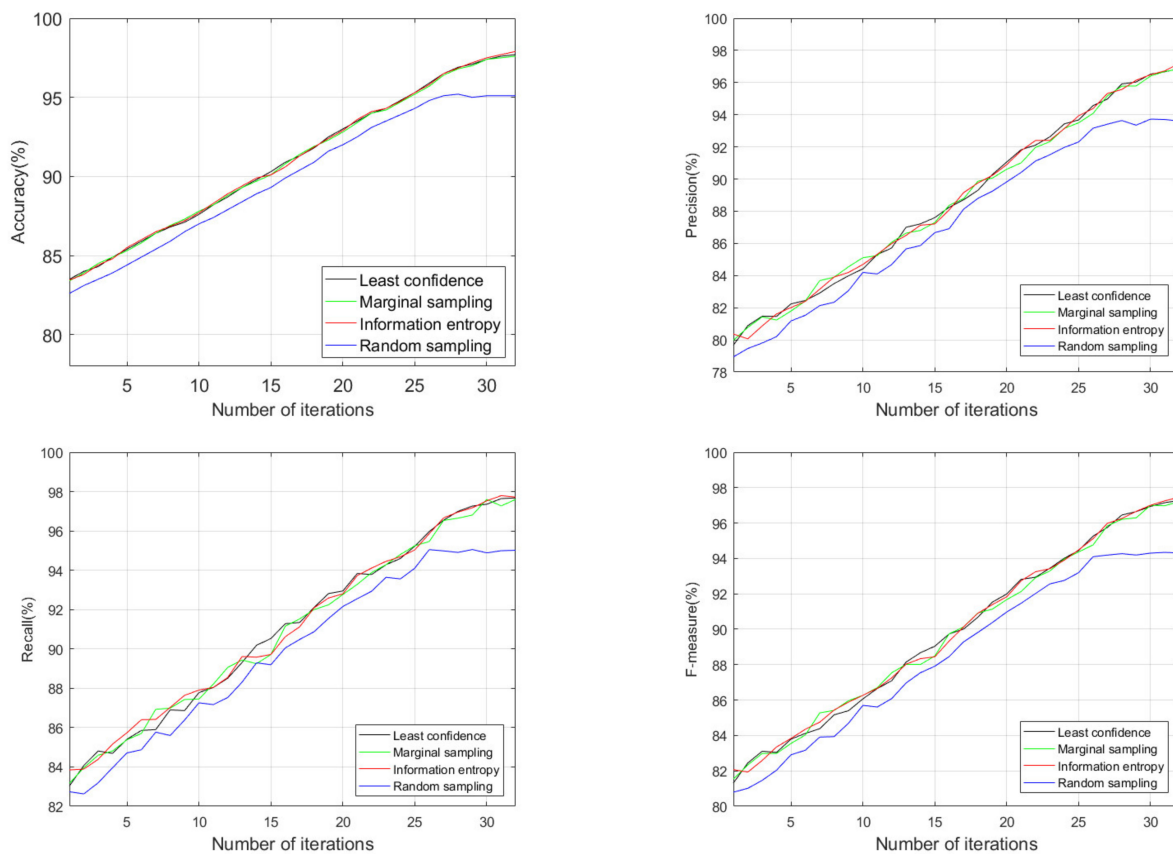 100
95
90
85
80
Accuracy(%)
5 10 15 20 25 30
Number of iterations
Least confidence
Marginal sampling
Information entropy
Random sampling
100
98
96
94
92
90
88
86
84
82
80
78
Precision(%)
5 10 15 20 25 30
Number of iterations
Least confidence
Marginal sampling
Information entropy
Random sampling
100
98
96
94
92
90
88
86
84
82
Recall(%)
5 10 15 20 25 30
Number of iterations
Least confidence
Marginal sampling
Information entropy
Random sampling
100
98
96
94
92
90
88
86
84
82
80
F-measure(%)
5 10 15 20 25 30
Number of iterations
Least confidence
Marginal sampling
Information entropy
Random sampling